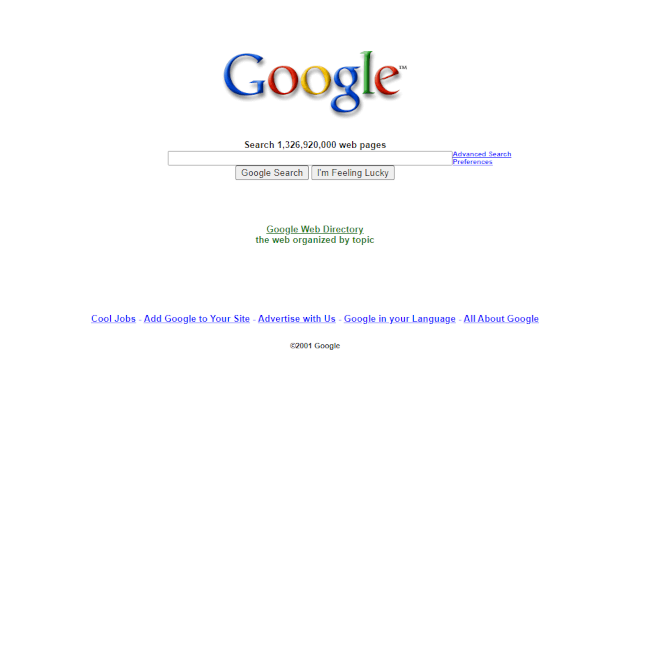 Google™
Search 1,326,920,000 web pages
Advanced Search
Preferences
Google Search I'm Feeling Lucky
Google Web Directory
the web organized by topic
Cool Jobs - Add Google to Your Site - Advertise with Us - Google in your Language - All About Google
©2001 Google